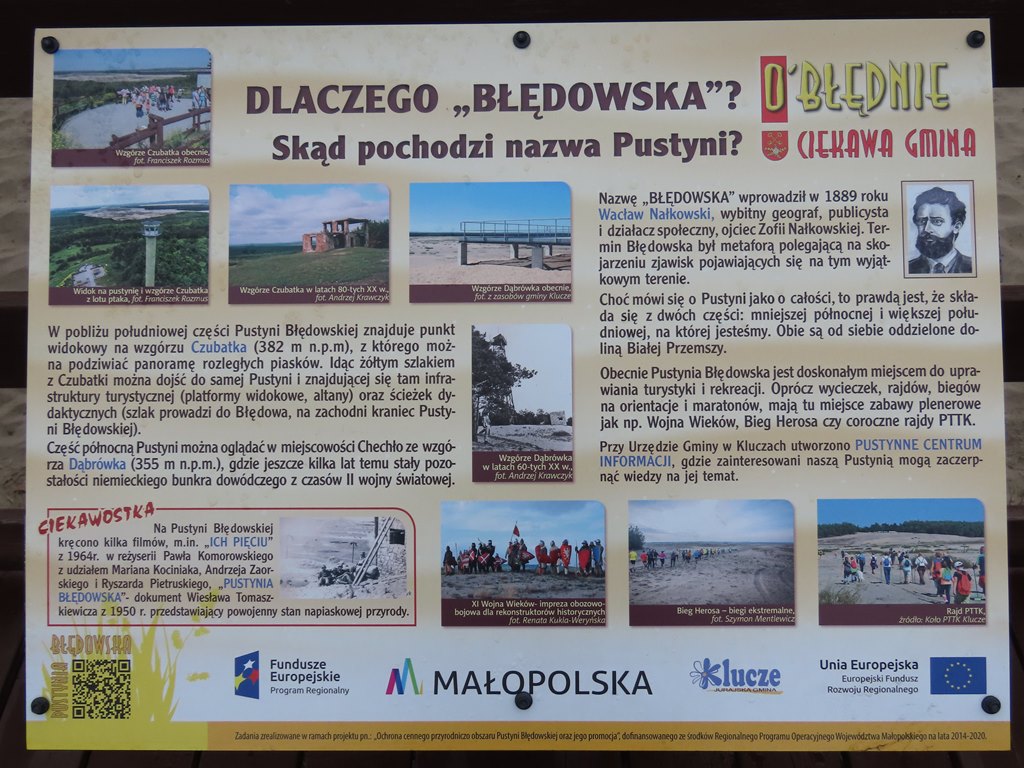 DLACZEGO „BŁĘDOWSKA”?
Skąd pochodzi nazwa Pustyni?
O'BŁĘDNIE
CIEKAWA GMINA
Wzgórze Czubatka obecnie,
fot. Franciszek Rozmus
Widok na pustynię i wzgórze Czubatka
z lotu ptaka, fot. Franciszek Rozmus
Wzgórze Czubatka w latach 80-tych XX w.,
fot. Andrzej Krawczyk
Wzgórze Dąbrówka obecnie,
fot. z zasobów gminy Klucze
Nazwę „BŁĘDOWSKA” wprowadził w 1889 roku
Wacław Nałkowski, wybitny geograf, publicysta
i działacz społeczny, ojciec Zofii Nałkowskiej. Ter-
min Błędowska był metaforą polegającą na sko-
jarzeniu zjawisk pojawiających się na tym wyjąt-
kowym terenie.
Choć mówi się o Pustyni jako o całości, to prawdą jest, że skła-
da się z dwóch części: mniejszej północnej i większej połu-
dniowej, na której jesteśmy. Obie są od siebie oddzielone do-
liną Białej Przemszy.
Obecnie Pustynia Błędowska jest doskonałym miejscem do upra-
wiania turystyki i rekreacji. Oprócz wycieczek, rajdów, biegów
na orientacje i maratonów, mają tu miejsce zabawy plenerowe
jak np. Wojna Wieków, Bieg Herosa czy coroczne rajdy PTTK.
Przy Urzędzie Gminy w Kluczach utworzono PUSTYNNE CENTRUM
INFORMACJI, gdzie zainteresowani naszą Pustynią mogą zaczerp-
nąć wiedzy na jej temat.
W pobliżu południowej części Pustyni Błędowskiej znajduje punkt
widokowy na wzgórzu Czubatka (382 m n.p.m), z którego moż-
na podziwiać panoramę rozległych piasków. Idąc żółtym szlakiem
z Czubatki można dojść do samej Pustyni i znajdującej się tam infra-
struktury turystycznej (platformy widokowe, altany) oraz ścieżek dy-
daktycznych (szlak prowadzi do Błędowa, na zachodni kraniec Pusty-
ni Błędowskiej).
Część północną Pustyni można oglądać w miejscowości Chechło ze wzgó-
rza Dąbrówka (355 m n.p.m.), gdzie jeszcze kilka lat temu stały pozo-
stałości niemieckiego bunkra dowódczego z czasów II wojny światowej.
Wzgórze Dąbrówka
w latach 60-tych XX w.,
fot. Andrzej Krawczyk
CIEKAWOSTKA
Na Pustyni Błędowskiej
kręcono kilka filmów, m.in. „ICH PIĘCIU”
z 1964r. w reżyserii Pawła Komorowskiego
z udziałem Mariana Kociniaka, Andrzeja Zaor-
skiego i Ryszarda Pietruskiego, „PUSTYNIA
BŁĘDOWSKA”- dokument Wiesława Tomasz-
kiewicza z 1950 r. przedstawiający powojenny stan napiaskowej przyrody.
XI Wojna Wieków- impreza obozowo-
bojowa dla rekonstruktorów historycznych
fot. Renata Kukla-Weryńska
Bieg Herosa – biegi ekstremalne,
fot. Szymon Mentlewicz
Rajd PTTK,
źródło: Koło PTTK Klucze
BŁĘDOWSKA
PUSTYNIA
Fundusze
Europejskie
Program Regionalny
MAŁOPOLSKA
Klucze
JURAJSKA GMINA
Unia Europejska
Europejski Fundusz
Rozwoju Regionalnego
Zadania zrealizowane w ramach projektu pn.: „Ochrona cennego przyrodniczo obszaru Pustyni Błędowskiej oraz jego promocja”, dofinansowanego ze środków Regionalnego Programu Operacyjnego Województwa Małopolskiego na lata 2014-2020.